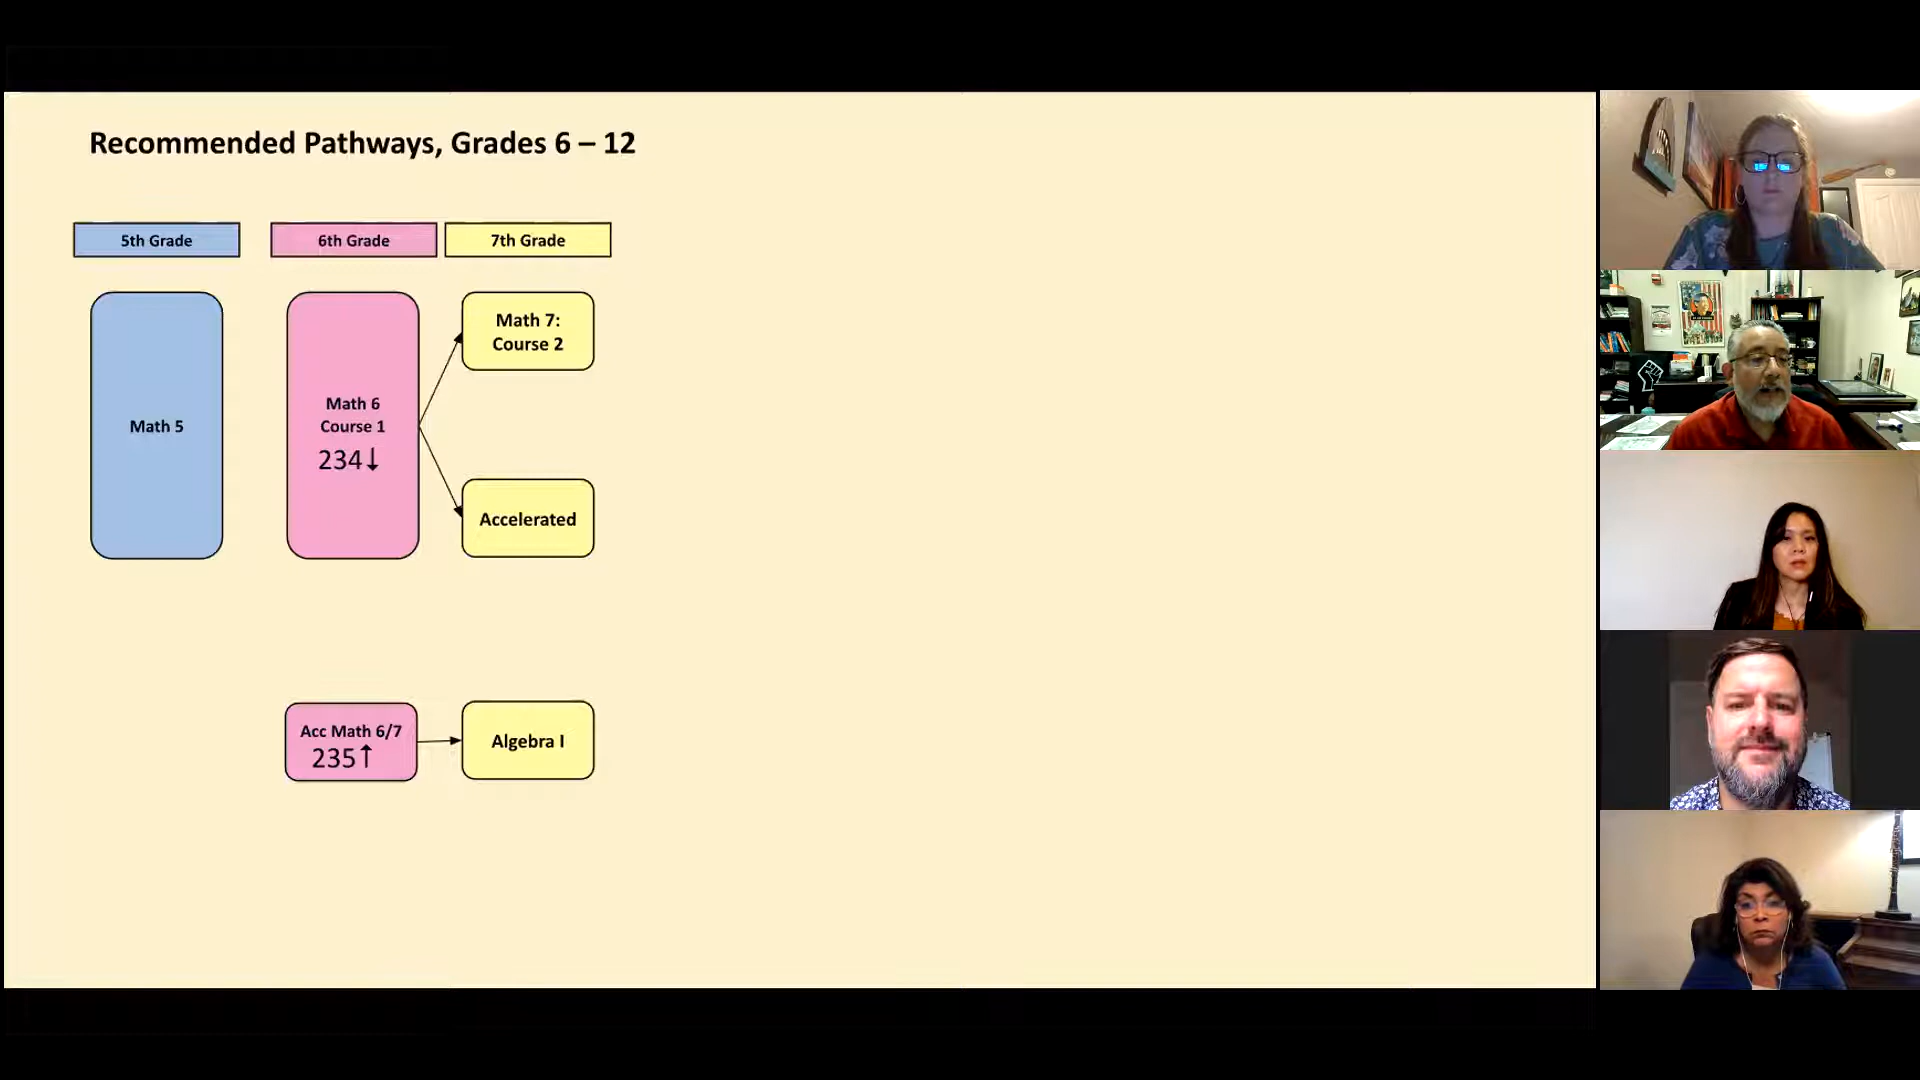 Recommended Pathways, Grades 6 – 12
5th Grade
6th Grade
7th Grade
Math 5
Math 6
Course 1
234↓
Math 7:
Course 2
Accelerated
Acc Math 6/7
235↑
Algebra I